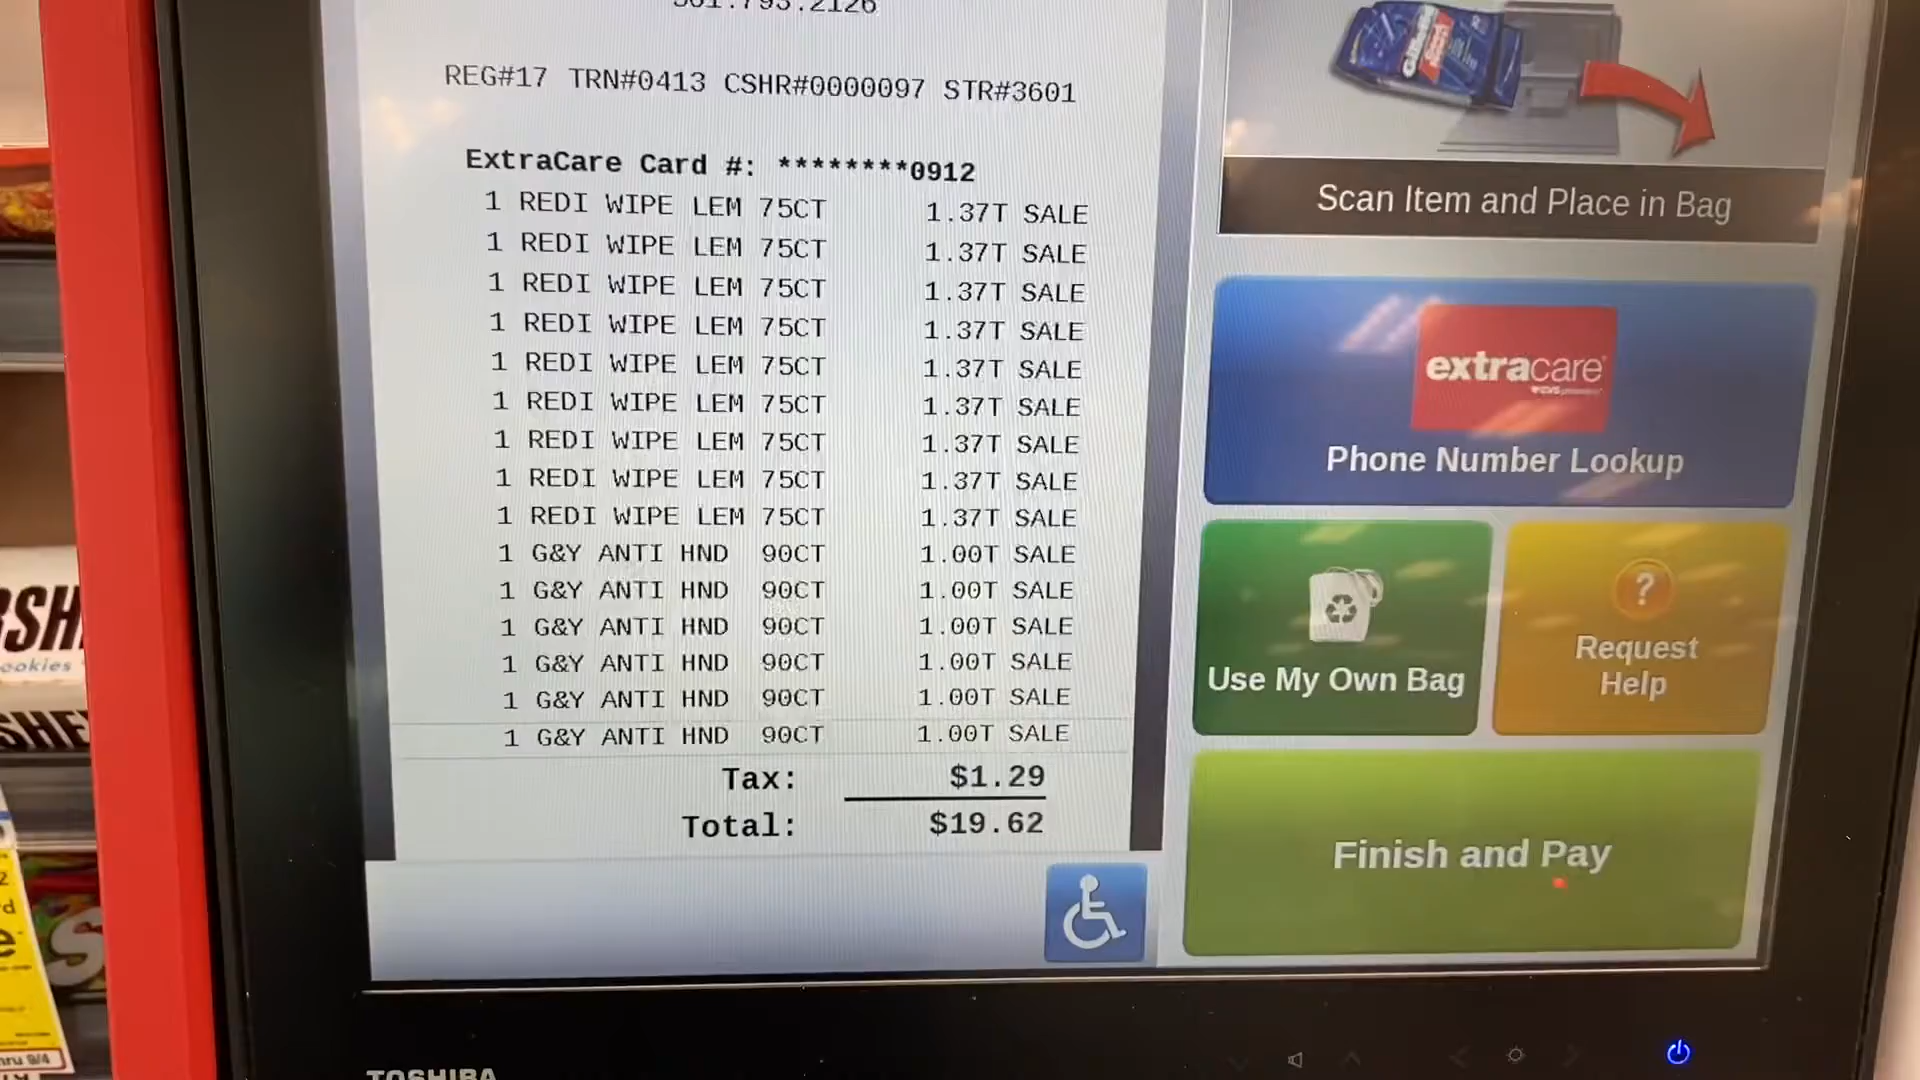 REG#17 TRN#0413 CSHR#0000097 STR#3601
ExtraCare Card #: ********0912
1 REDI WIPE LEM 75CT 1.37T SALE
1 REDI WIPE LEM 75CT 1.37T SALE
1 REDI WIPE LEM 75CT 1.37T SALE
1 REDI WIPE LEM 75CT 1.37T SALE
1 REDI WIPE LEM 75CT 1.37T SALE
1 REDI WIPE LEM 75CT 1.37T SALE
1 REDI WIPE LEM 75CT 1.37T SALE
1 REDI WIPE LEM 75CT 1.37T SALE
1 REDI WIPE LEM 75CT 1.37T SALE
1 G&Y ANTI HND 90CT 1.00T SALE
1 G&Y ANTI HND 90CT 1.00T SALE
1 G&Y ANTI HND 90CT 1.00T SALE
1 G&Y ANTI HND 90CT 1.00T SALE
1 G&Y ANTI HND 90CT 1.00T SALE
1 G&Y ANTI HND 90CT 1.00T SALE
Tax: $1.29
Total: $19.62
Scan Item and Place in Bag
extracare
Phone Number Lookup
Use My Own Bag
?
Request
Help
Finish and Pay
TOSHIBA
ookies
hru 9/4